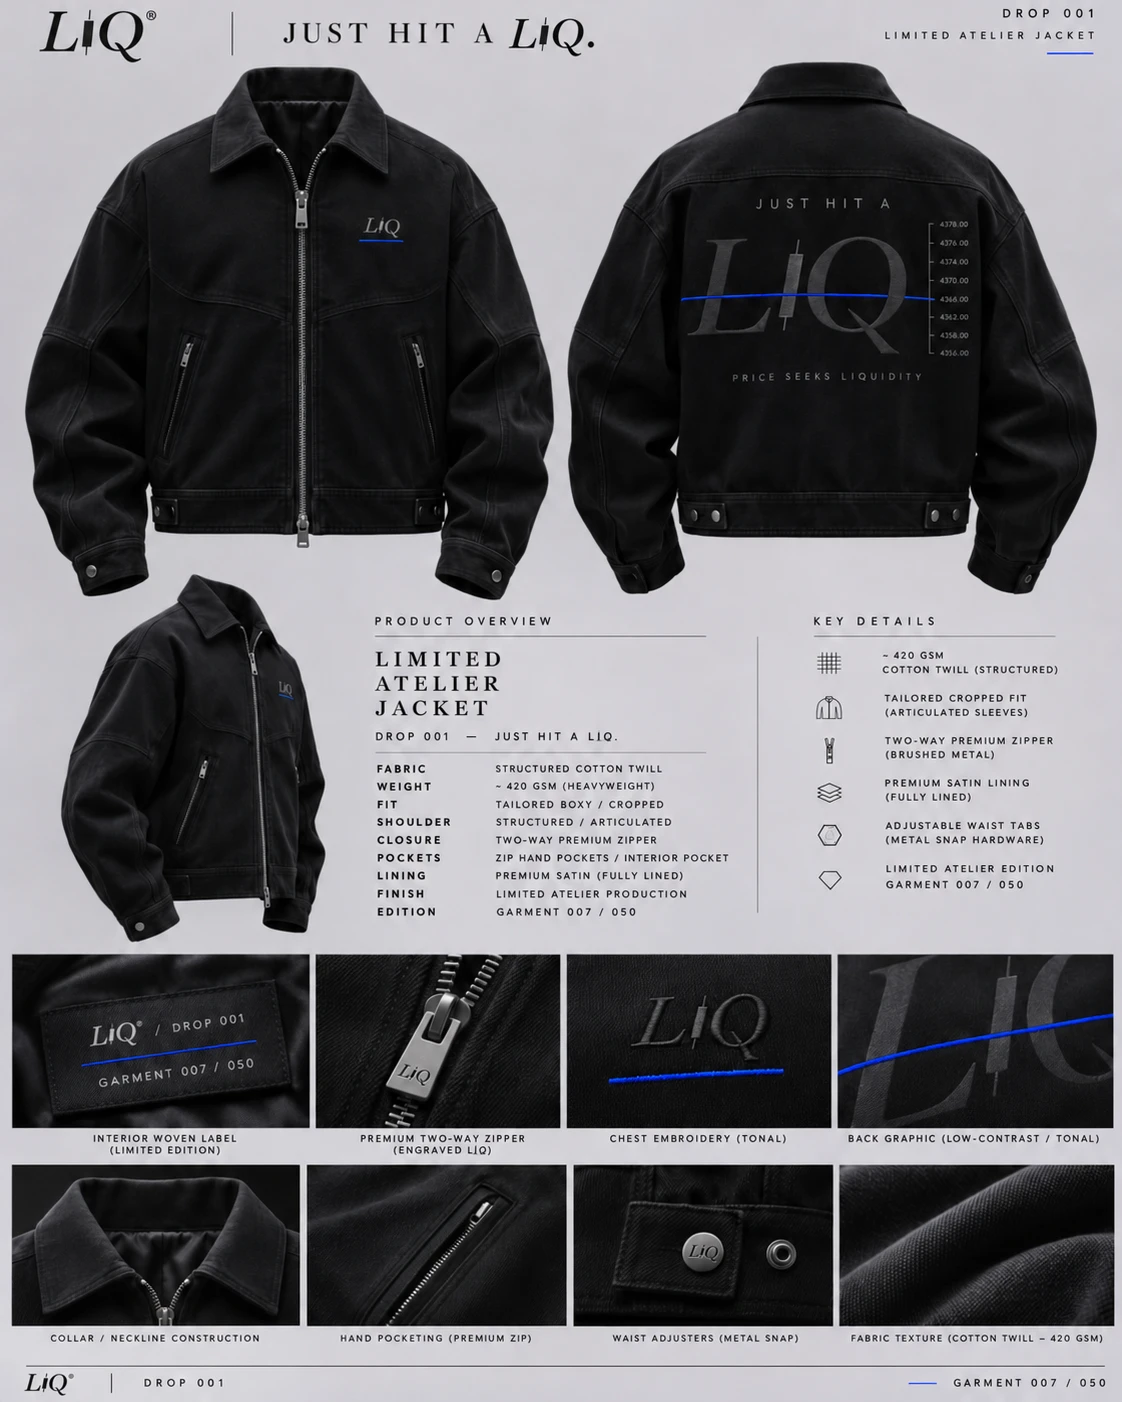 LiQ®
JUST HIT A LiQ.
DROP 001
LIMITED ATELIER JACKET
LiQ
JUST HIT A
LiQ
4378.00
4376.00
4374.00
4370.00
4366.00
4362.00
4358.00
4356.00
PRICE SEEKS LIQUIDITY
LiQ
PRODUCT OVERVIEW
LIMITED
ATELIER
JACKET
DROP 001 — JUST HIT A LiQ.
FABRIC STRUCTURED COTTON TWILL
WEIGHT ~ 420 GSM (HEAVYWEIGHT)
FIT TAILORED BOXY / CROPPED
SHOULDER STRUCTURED / ARTICULATED
CLOSURE TWO-WAY PREMIUM ZIPPER
POCKETS ZIP HAND POCKETS / INTERIOR POCKET
LINING PREMIUM SATIN (FULLY LINED)
FINISH LIMITED ATELIER PRODUCTION
EDITION GARMENT 007 / 050
KEY DETAILS
~ 420 GSM
COTTON TWILL (STRUCTURED)
TAILORED CROPPED FIT
(ARTICULATED SLEEVES)
TWO-WAY PREMIUM ZIPPER
(BRUSHED METAL)
PREMIUM SATIN LINING
(FULLY LINED)
ADJUSTABLE WAIST TABS
(METAL SNAP HARDWARE)
LIMITED ATELIER EDITION
GARMENT 007 / 050
LiQ® / DROP 001
GARMENT 007 / 050
INTERIOR WOVEN LABEL
(LIMITED EDITION)
LiQ
PREMIUM TWO-WAY ZIPPER
(ENGRAVED LiQ)
LiQ
CHEST EMBROIDERY (TONAL)
LiQ
BACK GRAPHIC (LOW-CONTRAST / TONAL)
COLLAR / NECKLINE CONSTRUCTION
HAND POCKETING (PREMIUM ZIP)
LiQ
WAIST ADJUSTERS (METAL SNAP)
FABRIC TEXTURE (COTTON TWILL – 420 GSM)
LiQ®
DROP 001
GARMENT 007 / 050